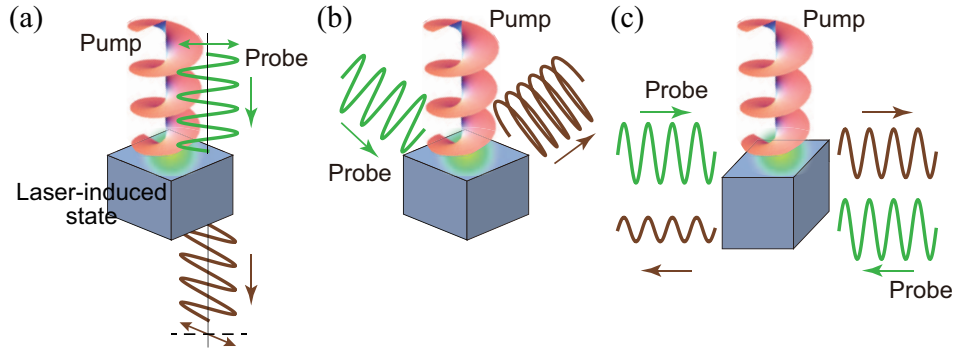 (a)
Pump
Probe
Laser-induced
state
(b)
Pump
Probe
(c)
Pump
Probe
Probe